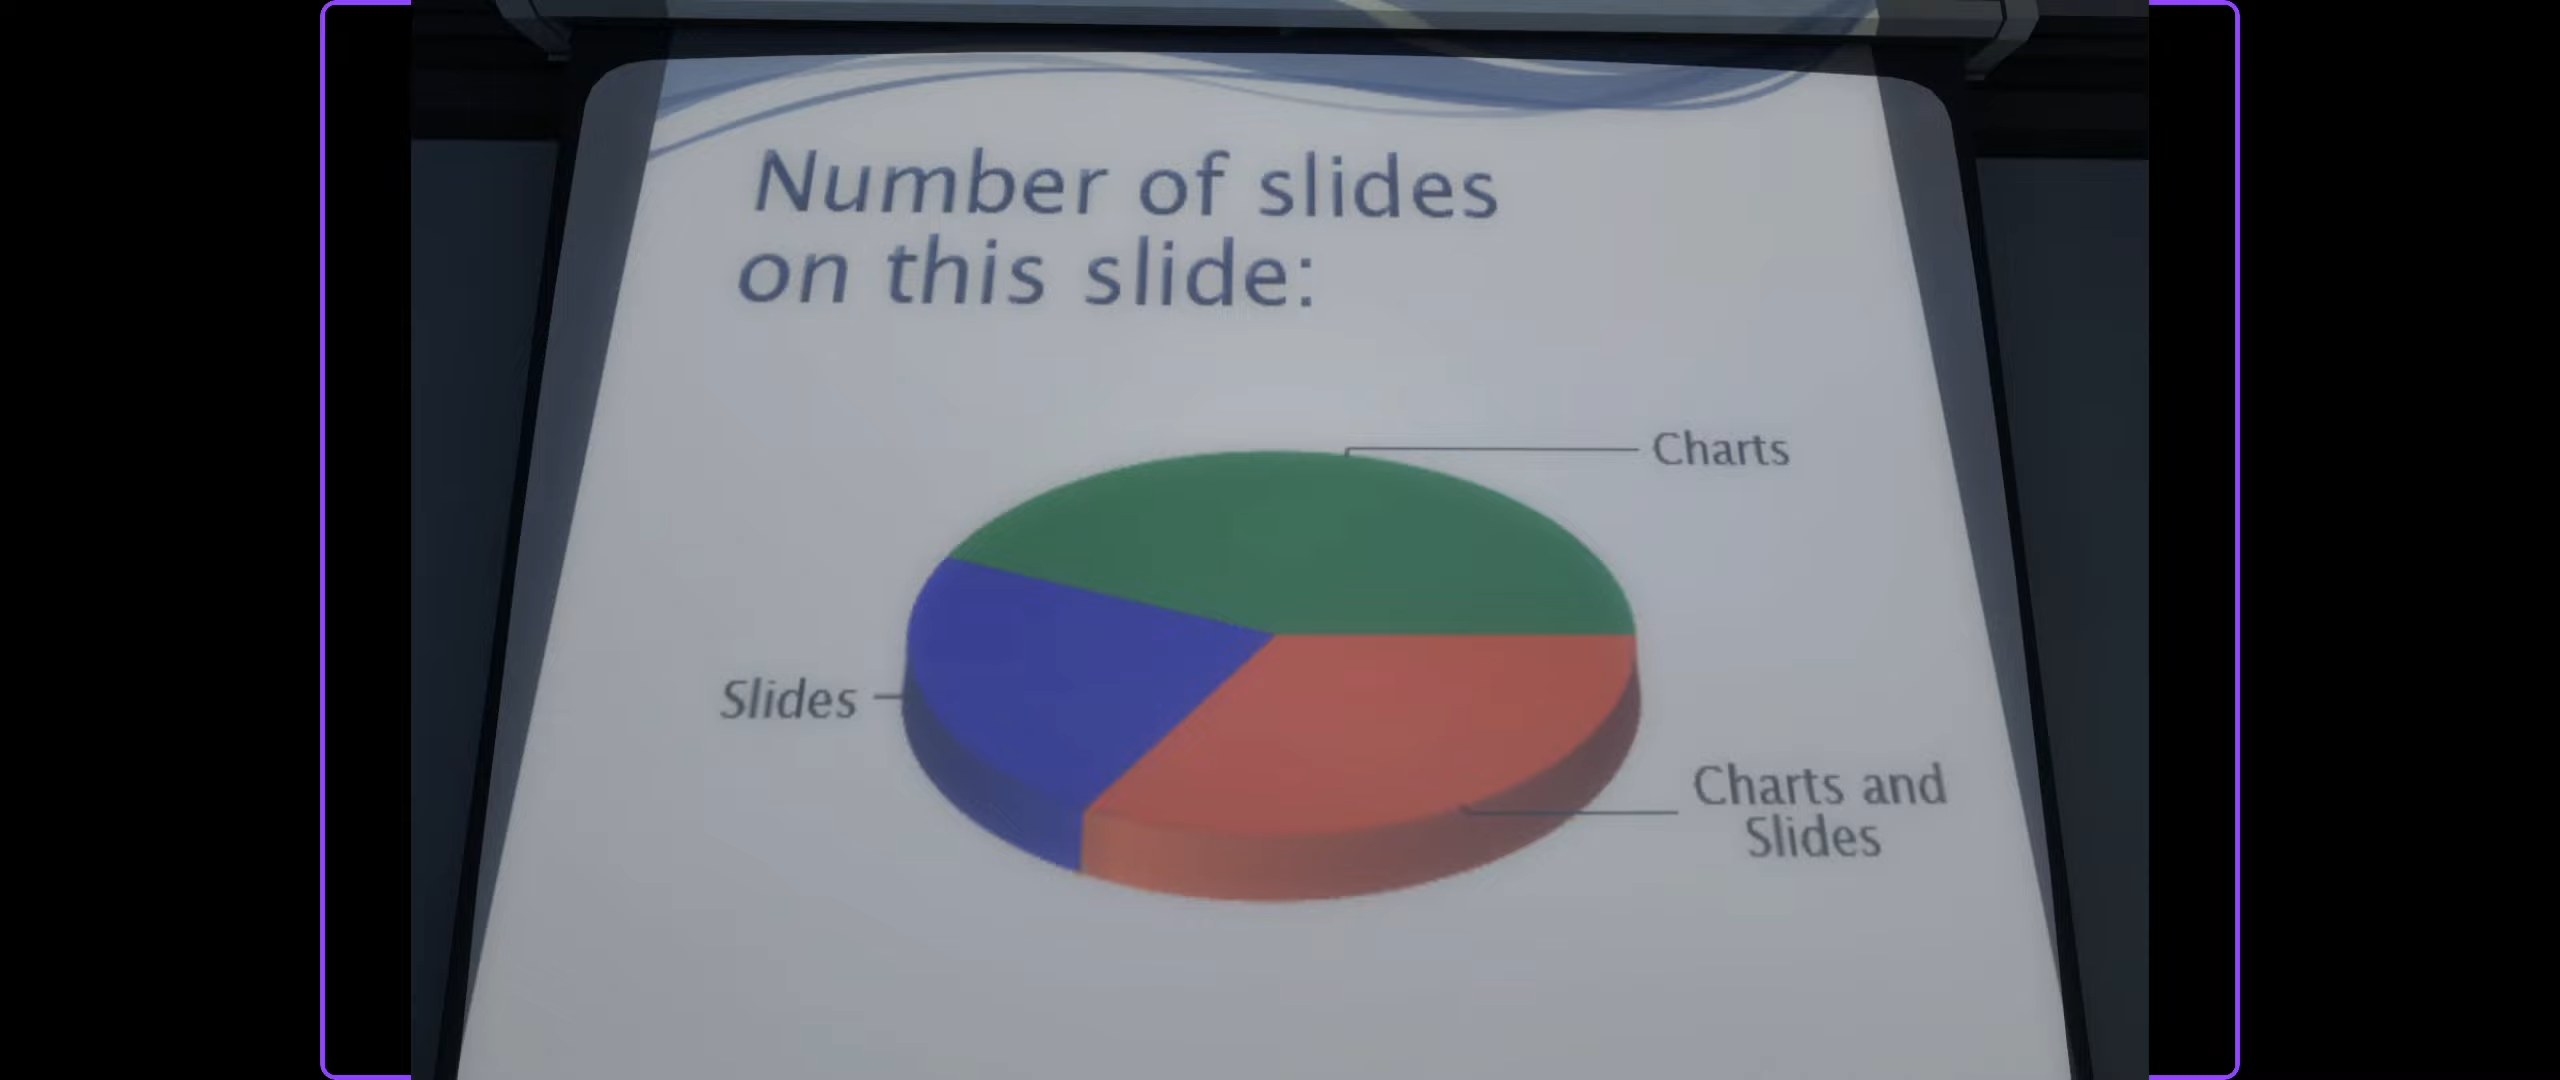 Number of slides
on this slide:
Charts
Slides
Charts and
Slides